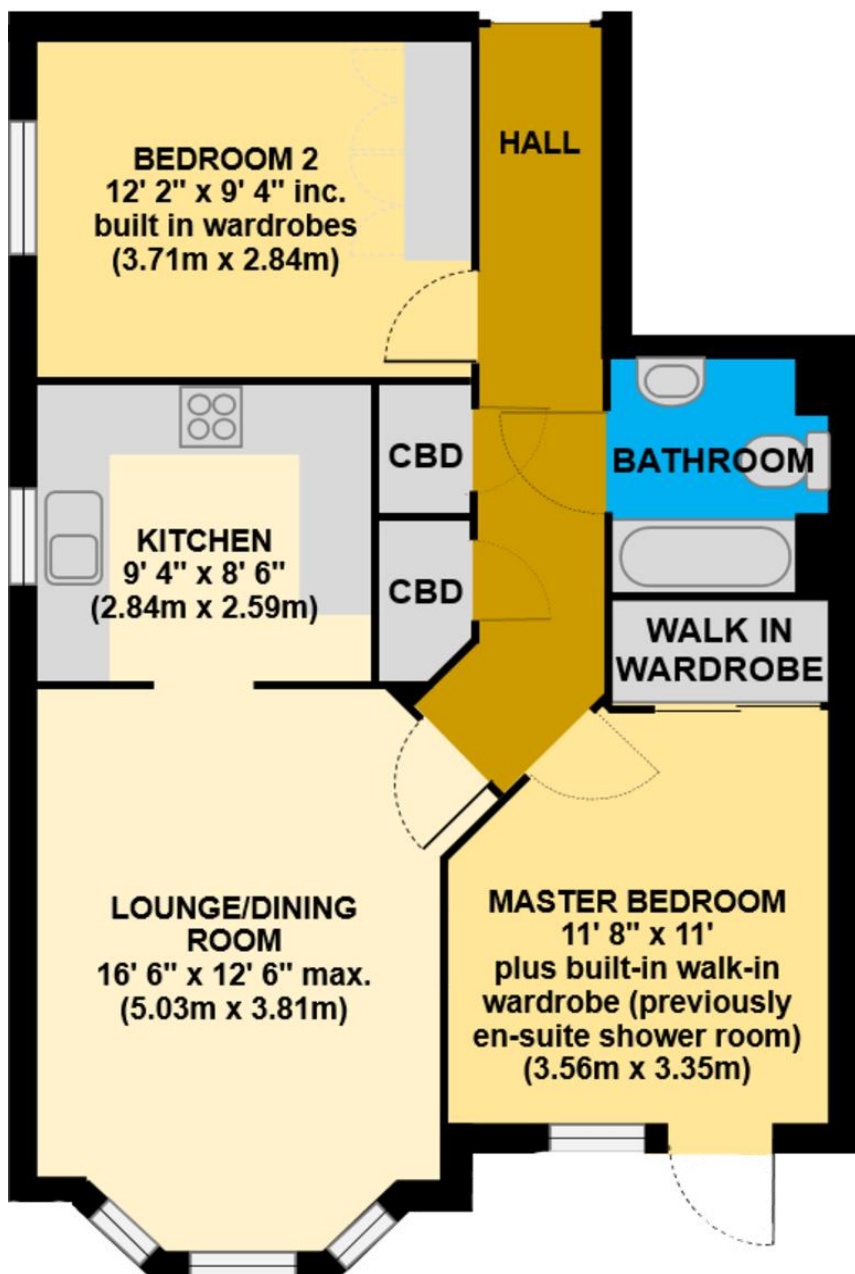 HALL
BEDROOM 2
12' 2" x 9' 4" inc.
built in wardrobes
(3.71m x 2.84m)
CBD
BATHROOM
KITCHEN
9' 4" x 8' 6"
(2.84m x 2.59m)
CBD
WALK IN
WARDROBE
LOUNGE/DINING
ROOM
16' 6" x 12' 6" max.
(5.03m x 3.81m)
MASTER BEDROOM
11' 8" x 11'
plus built-in walk-in
wardrobe (previously
en-suite shower room)
(3.56m x 3.35m)